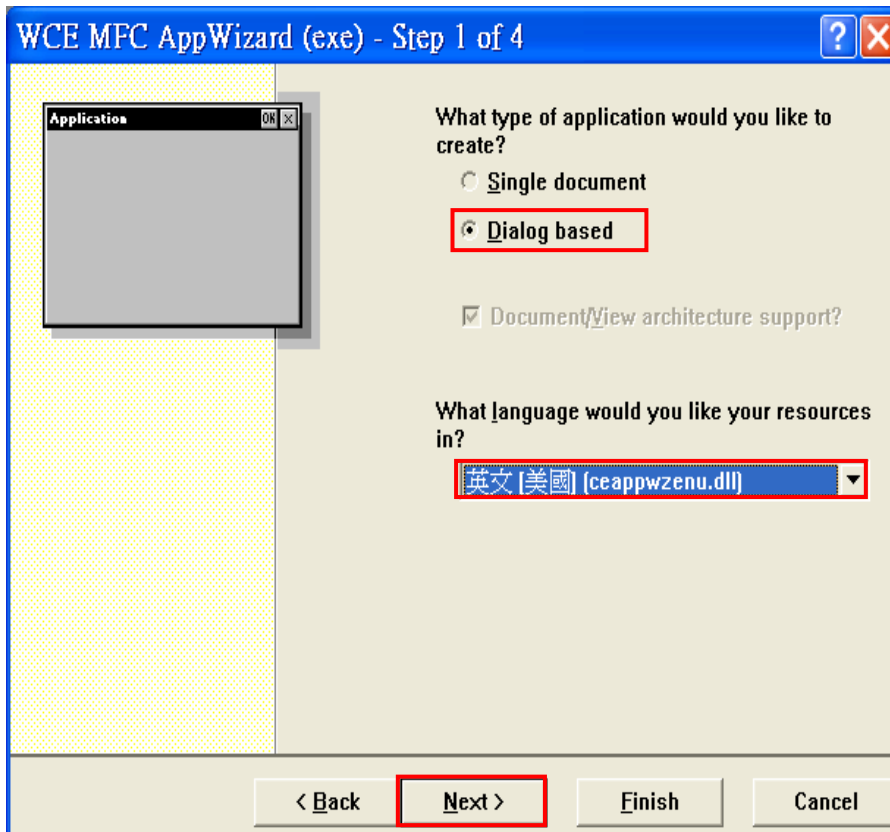 WCE MFC AppWizard (exe) - Step 1 of 4
Application OK
What type of application would you like to
create?
Single document
Dialog based
Document/View architecture support?
What language would you like your resources
in?
英文 [美國] (ceappwzenu.dll)
< Back
Next >
Finish
Cancel